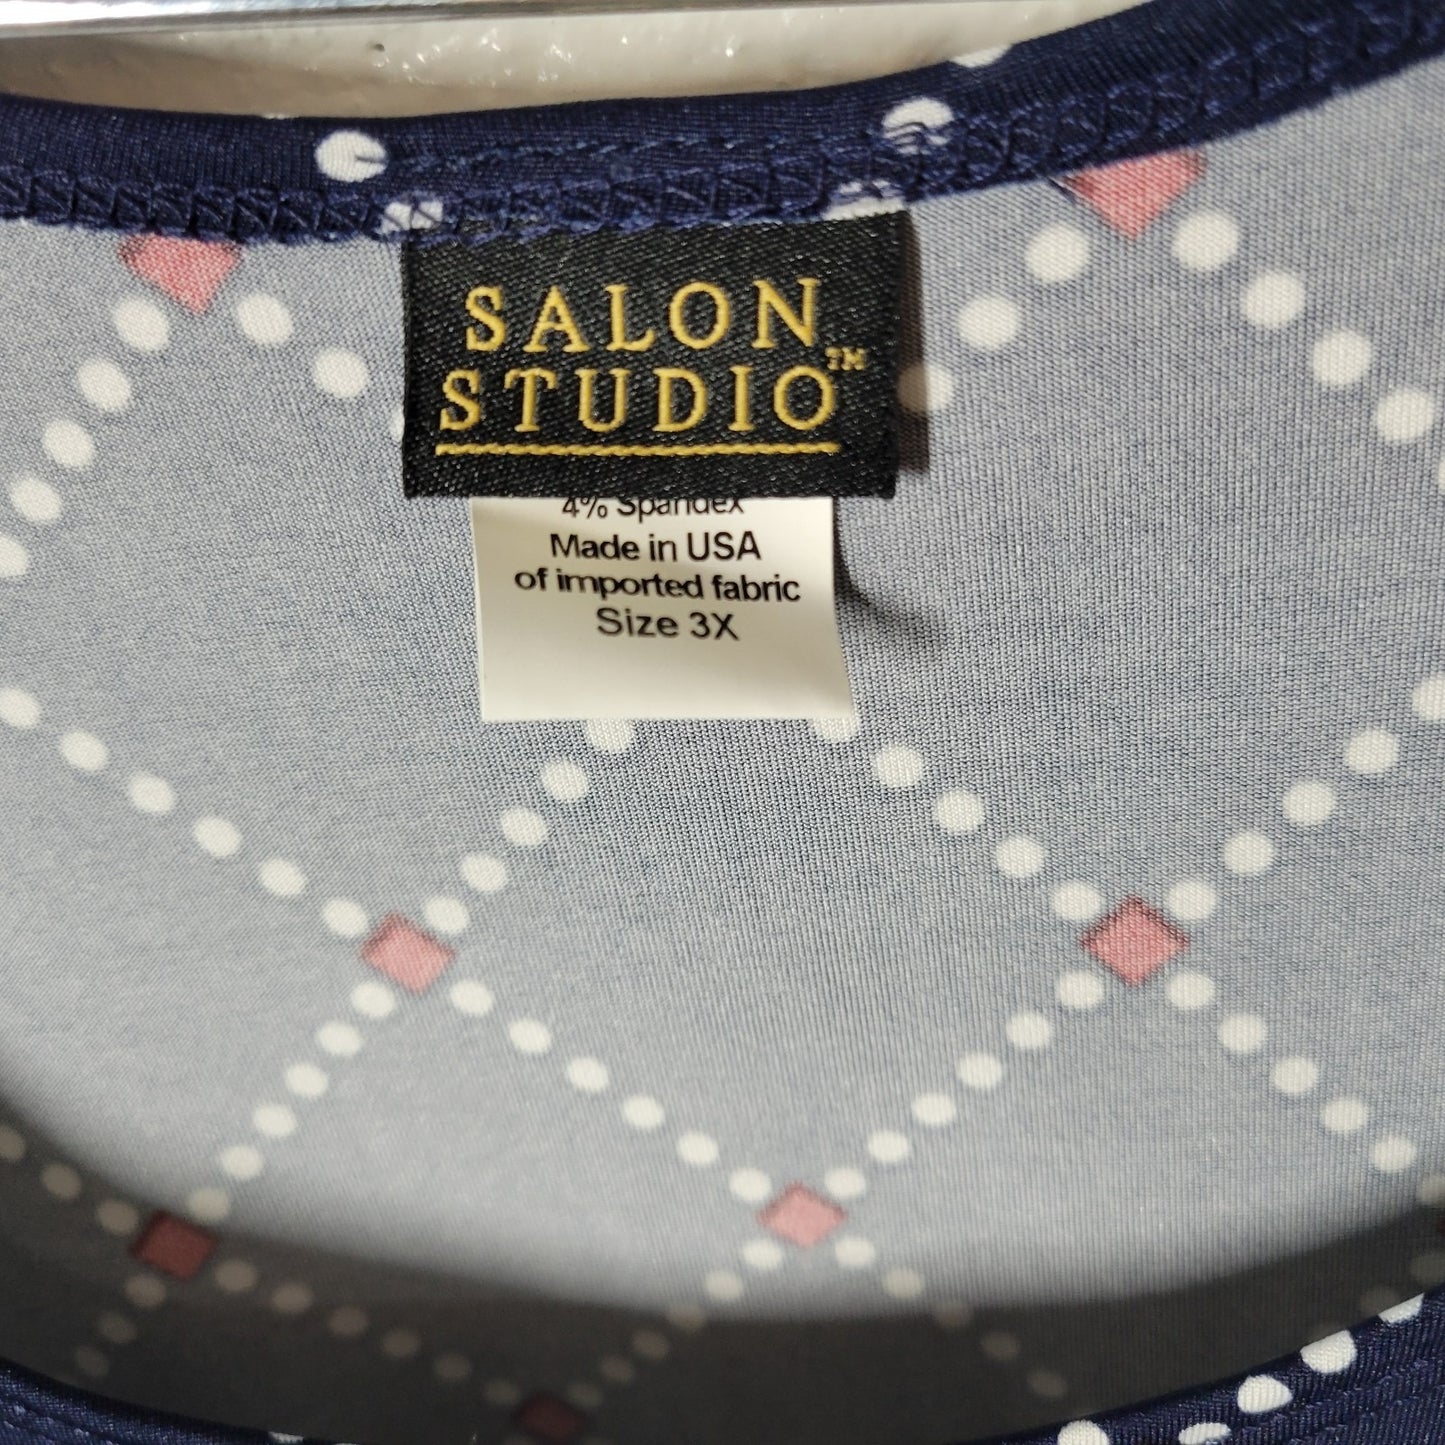 SALON
STUDIO™
4% Spandex
Made in USA
of imported fabric
Size 3X